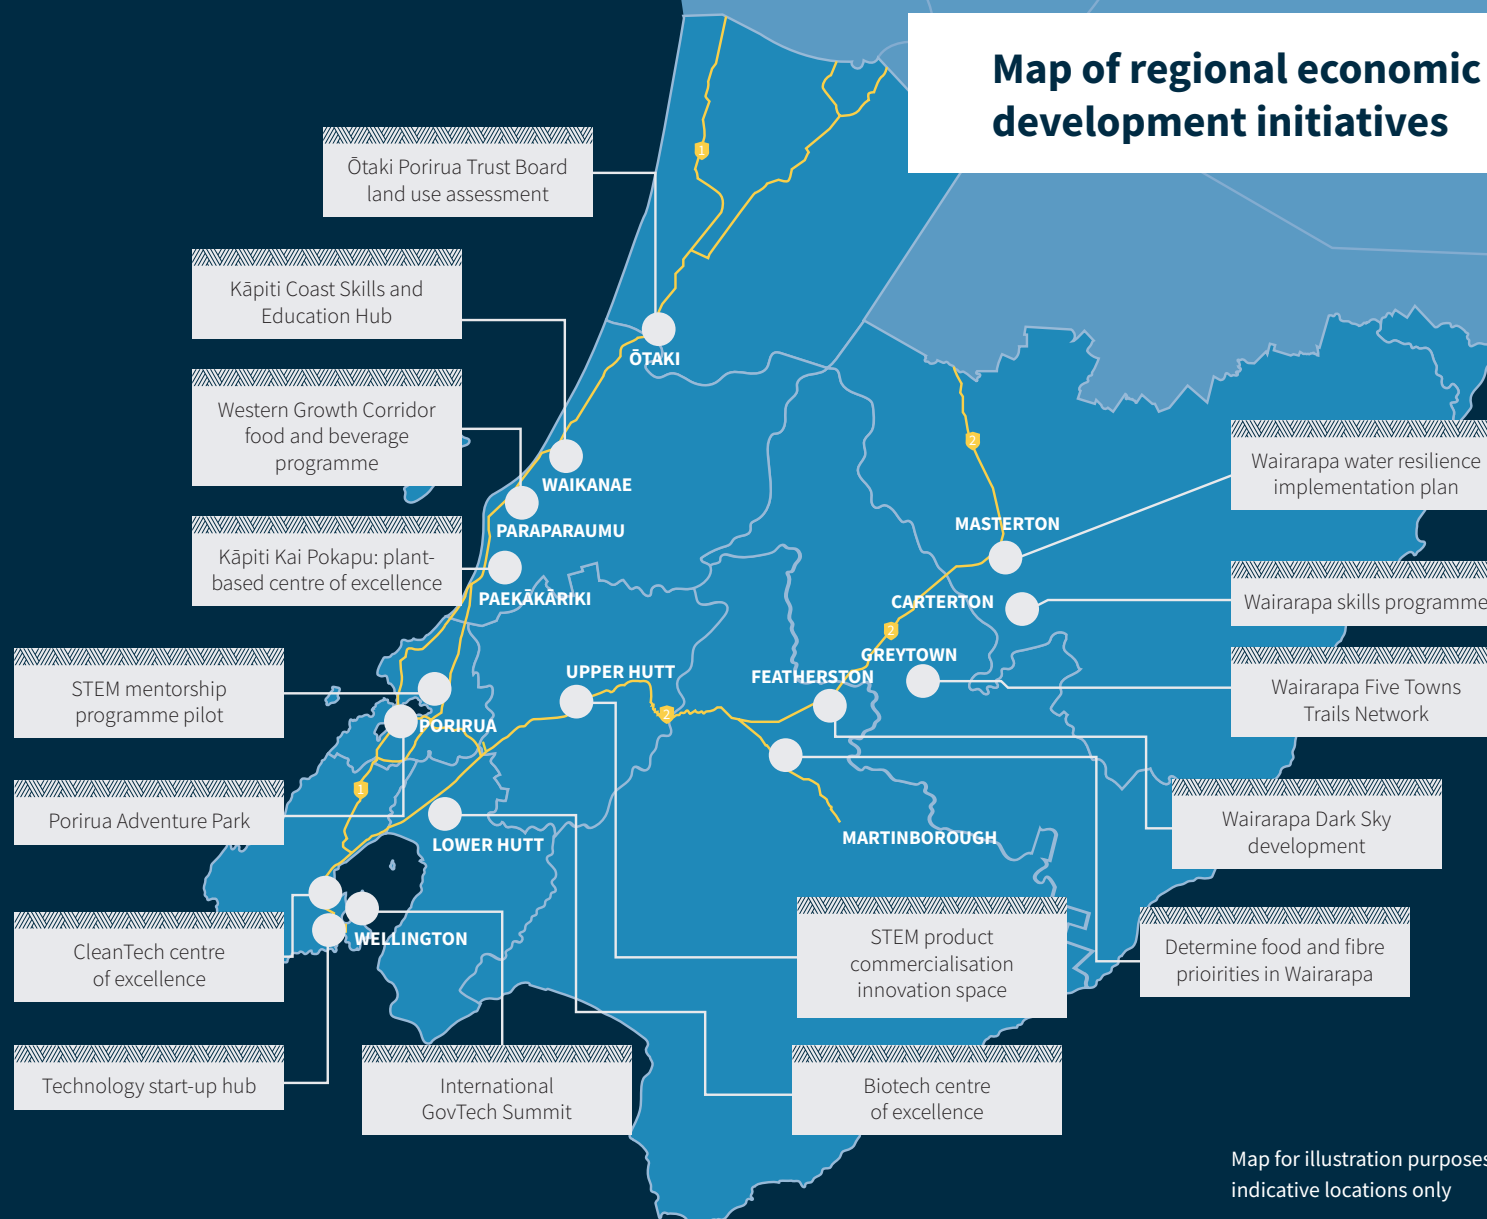 Map of regional economic
development initiatives
1
Ōtaki Porirua Trust Board
land use assessment
Kāpiti Coast Skills and
Education Hub
ŌTAKI
Western Growth Corridor
food and beverage
programme
2
Wairarapa water resilience
implementation plan
WAIKANAE
PARAPARAUMU
MASTERTON
Kāpiti Kai Pokapu: plant-
based centre of excellence
PAEKĀKĀRIKI
CARTERTON
Wairarapa skills programme
2
GREYTOWN
UPPER HUTT
FEATHERSTON
STEM mentorship
programme pilot
Wairarapa Five Towns
Trails Network
2
PORIRUA
1
Porirua Adventure Park
LOWER HUTT
MARTINBOROUGH
Wairarapa Dark Sky
development
WELLINGTON
CleanTech centre
of excellence
STEM product
commercialisation
innovation space
Determine food and fibre
prioirities in Wairarapa
Technology start-up hub
International
GovTech Summit
Biotech centre
of excellence
Map for illustration purposes
indicative locations only